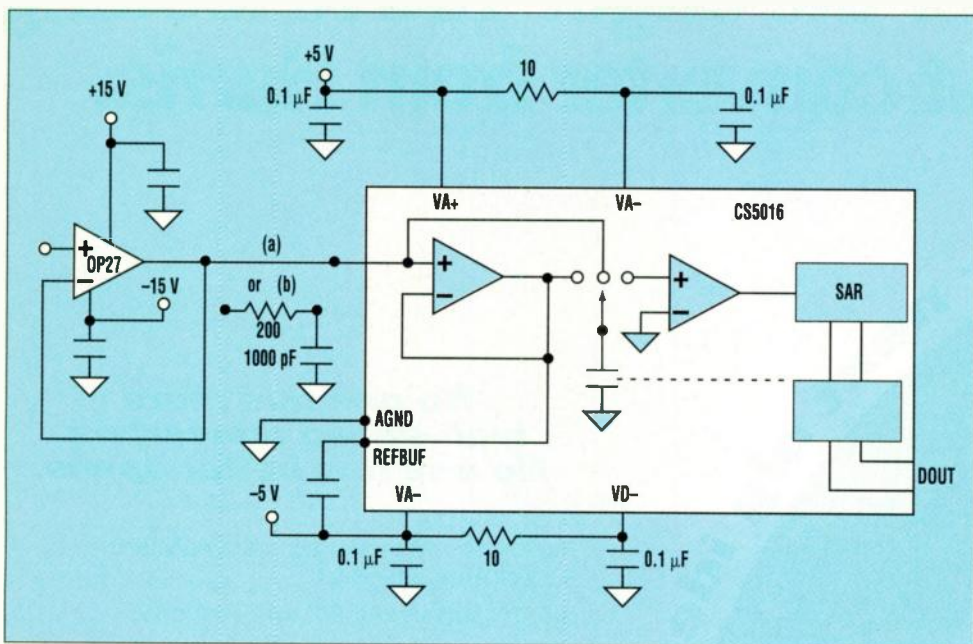 +5 V
10
+15 V
0.1 µF
0.1 µF
VA+
VA−
CS5016
(a)
+
OP27
−
−15 V
or (b)
200
1000 pF
+
−
+
−
SAR
AGND
REFBUF
DOUT
−5 V
VA−
VD−
0.1 µF
10
0.1 µF